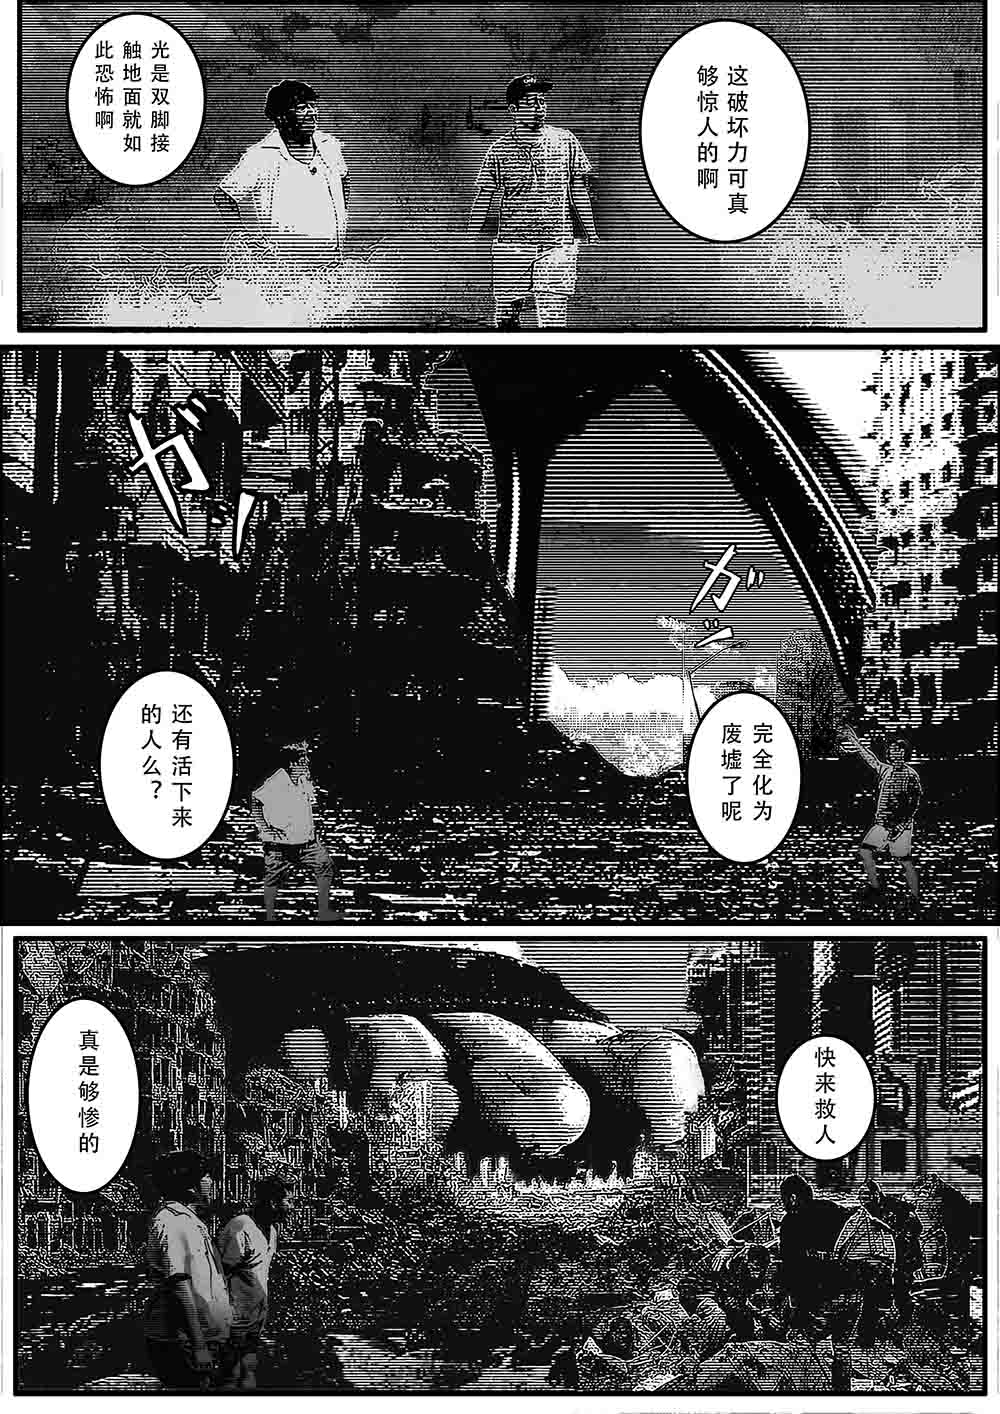 这破坏力可真
够惊人的啊
光是双脚接
触地面就如
此恐怖啊
ガガ
ガガ
完全化为
废墟了呢
还有活下来
的人么？
快来救人
真是够惨的